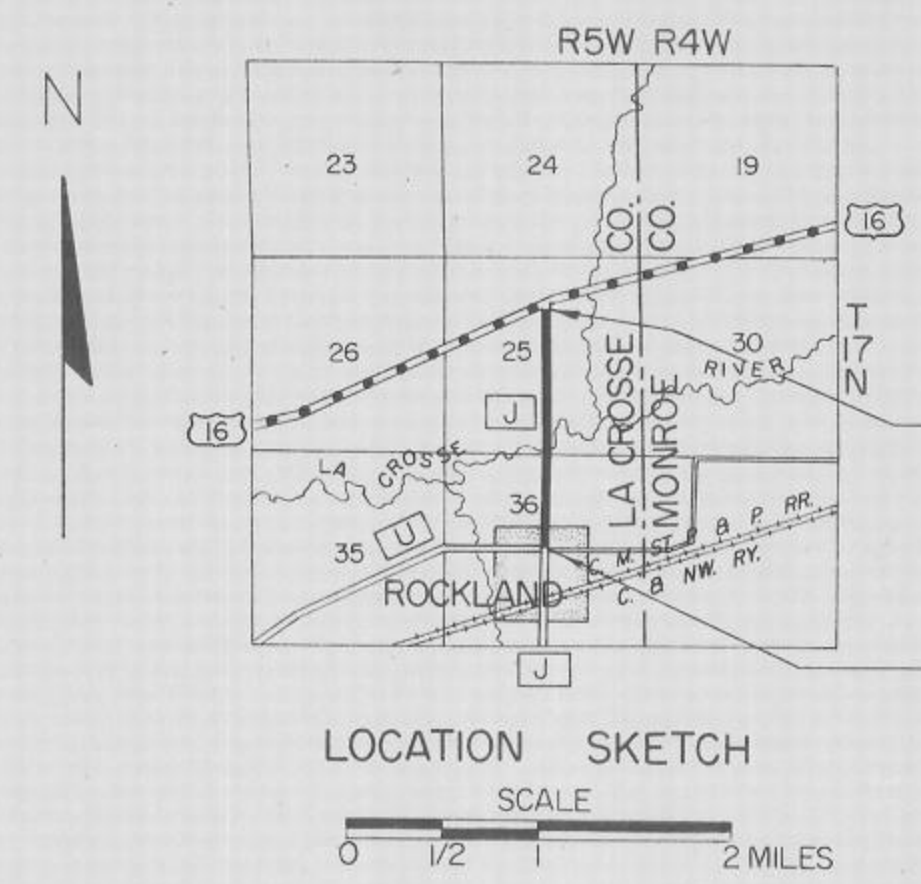 R5W R4W
N
23
24
19
16
CO.
CO.
T
17
N
26
25
30
RIVER
16
J
LA CROSSE
MONROE
LA CROSSE
36
35
U
C. M. ST. B P. RR.
C. B NW. RY.
ROCKLAND
J
LOCATION SKETCH
SCALE
0 1/2 1 2 MILES